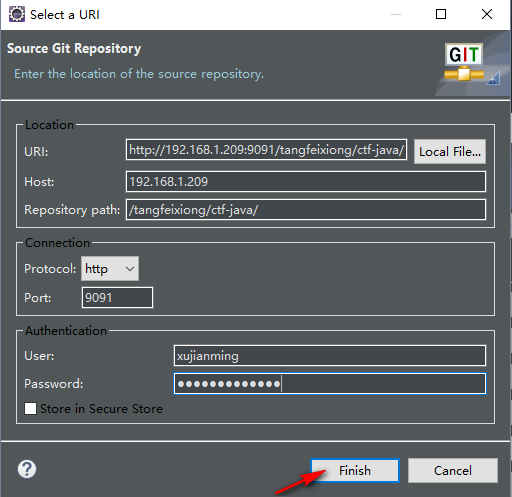 Select a URI
Source Git Repository
Enter the location of the source repository.
GIT
Location
URI: http://192.168.1.209:9091/tangfeixiong/ctf-java/ Local File...
Host: 192.168.1.209
Repository path: /tangfeixiong/ctf-java/
Connection
Protocol: http
Port: 9091
Authentication
User: xujianming
Password: ●●●●●●●●●●●●●
Store in Secure Store
? Finish Cancel